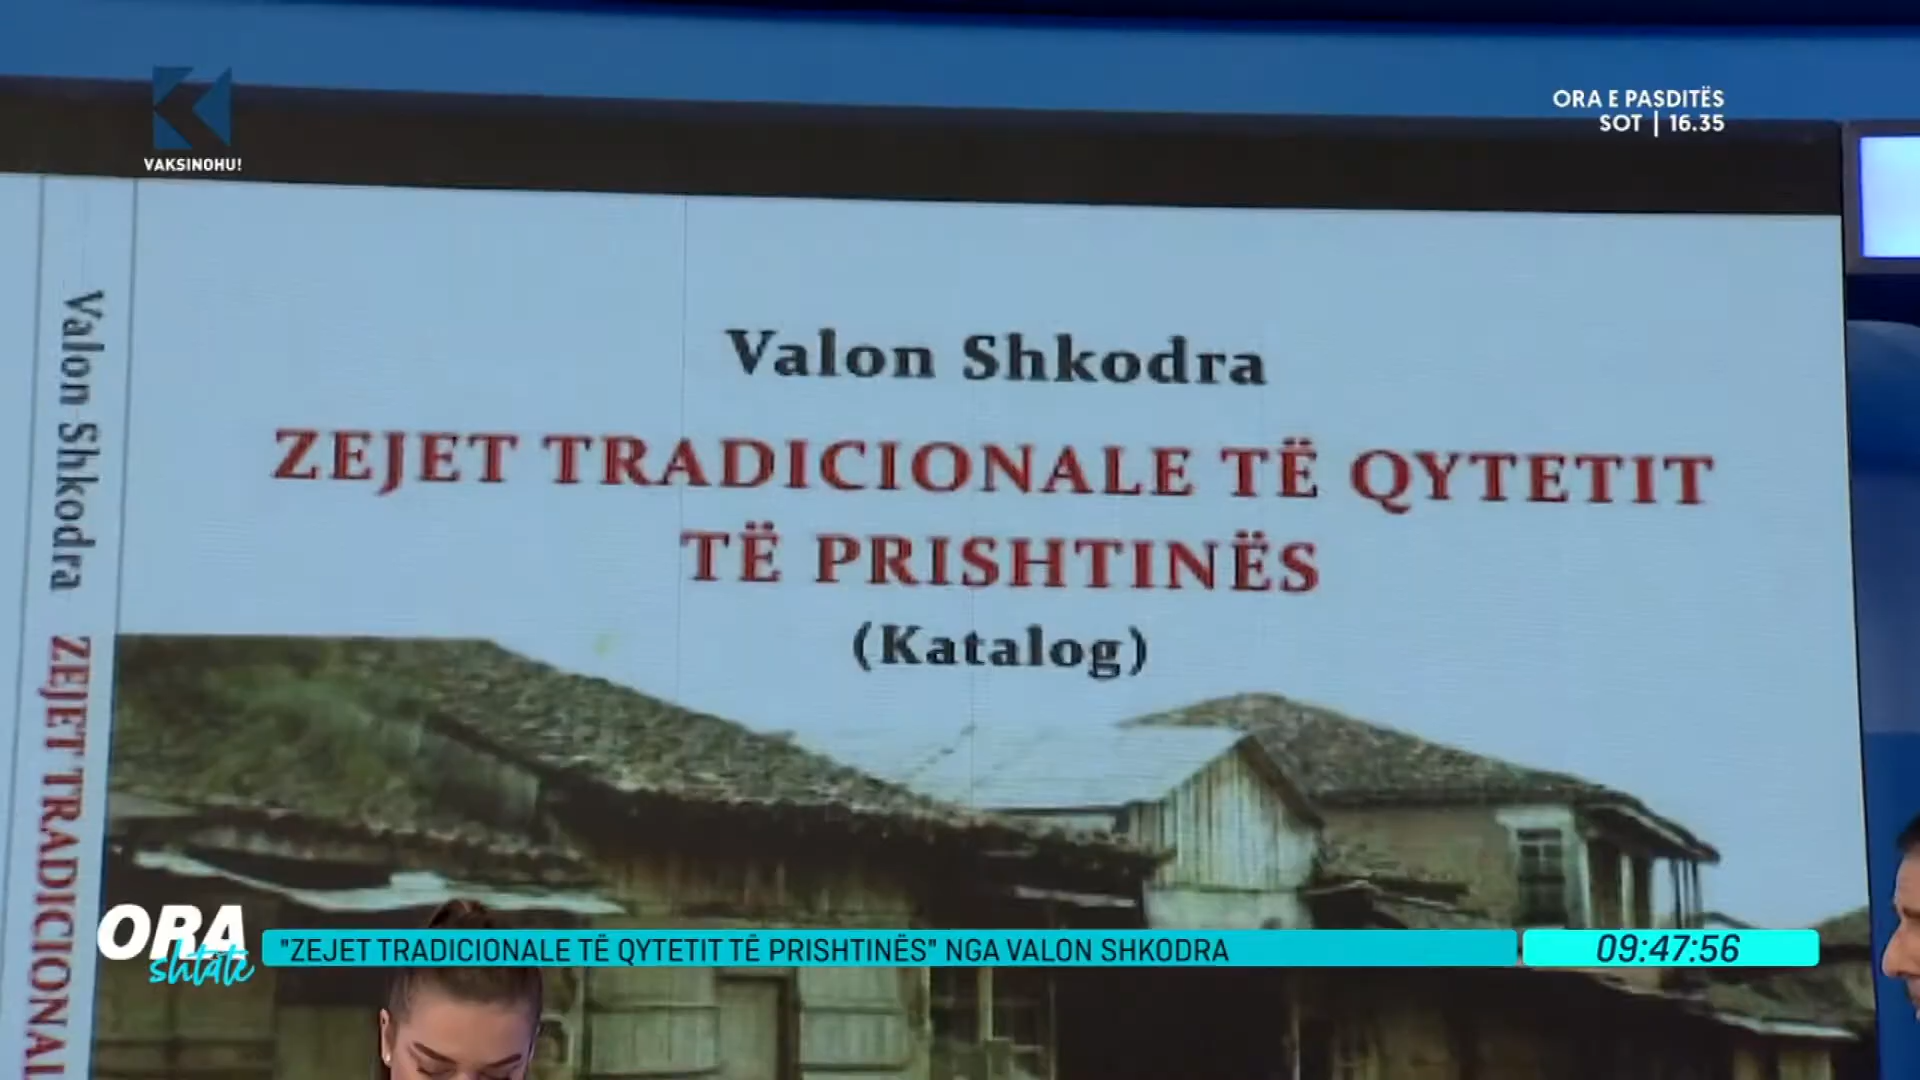 VAKSINOHU!
ORA E PASDITËS
SOT | 16.35
Valon Shkodra
ZEJET TRADICIONALE TË QYTETIT
TË PRISHTINËS
(Katalog)
Valon Shkodra ZEJET TRADICIONAL
ORA
shtatë
"ZEJET TRADICIONALE TË QYTETIT TË PRISHTINËS" NGA VALON SHKODRA
09:47:56